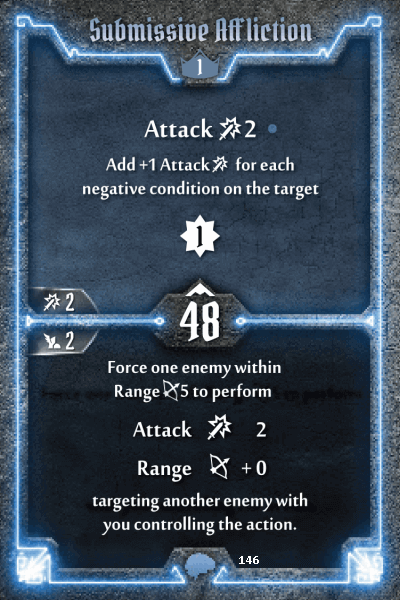 Submissive Affliction
1
Attack 2
Add +1 Attack for each
negative condition on the target
1
2
48
2
Force one enemy within
Range 5 to perform
Attack 2
Range + 0
targeting another enemy with
you controlling the action.
146